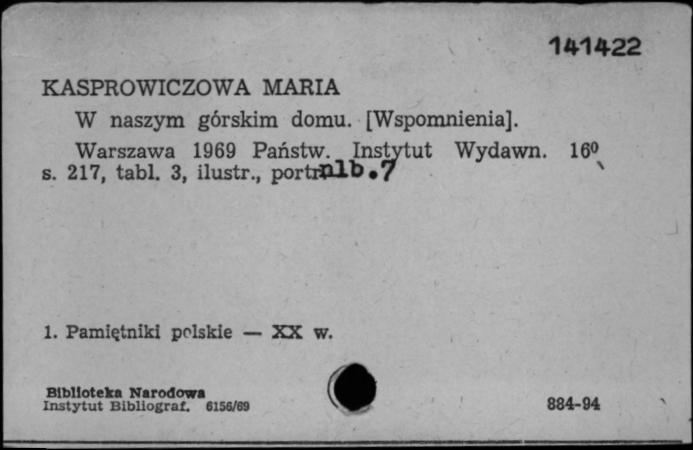 141422
KASPROWICZOWA MARIA
W naszym górskim domu. [Wspomnienia].
Warszawa 1969 Państw. Instytut Wydawn. 16⁰
s. 217, tabl. 3, ilustr., portr nlb.7
1. Pamiętniki polskie — XX w.
Biblioteka Narodowa
Instytut Bibliograf. 6156/69
884-94